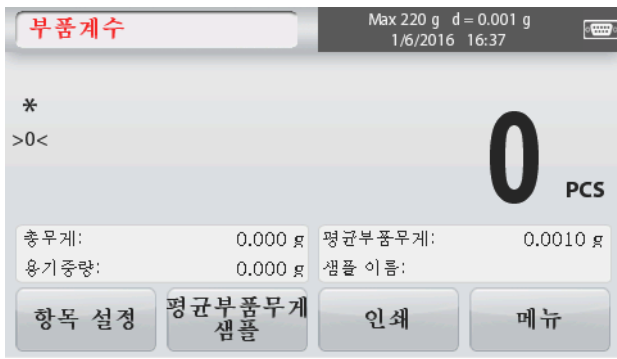 부품계수
Max 220 g d = 0.001 g
1/6/2016 16:37
*
>0<
0 PCS
총무게: 0.000 g 평균부품무게: 0.0010 g
용기중량: 0.000 g 샘플 이름:
항목 설정
평균부품무게
샘플
인쇄
메뉴